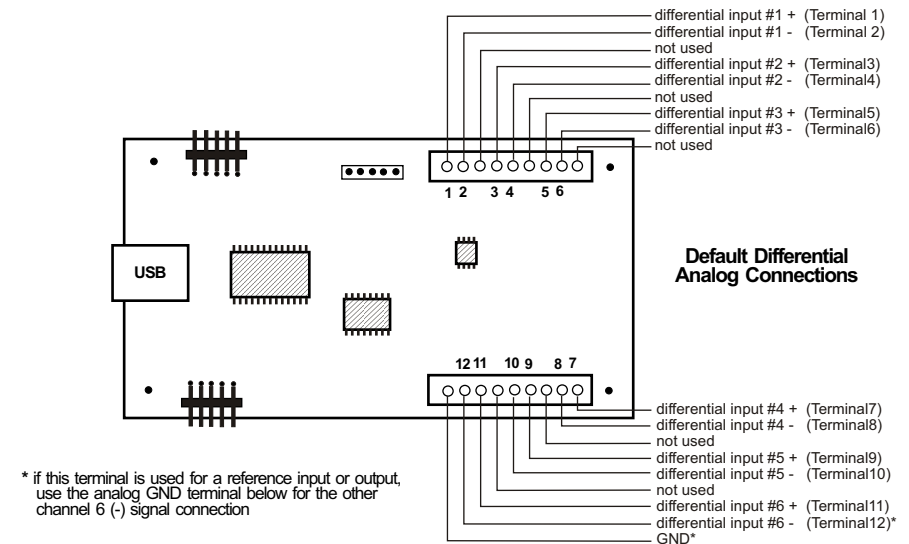 differential input #1 + (Terminal 1)
differential input #1 - (Terminal 2)
not used
differential input #2 + (Terminal3)
differential input #2 - (Terminal4)
not used
differential input #3 + (Terminal5)
differential input #3 - (Terminal6)
not used
1 2 3 4 5 6
USB
Default Differential
Analog Connections
12 11 10 9 8 7
differential input #4 + (Terminal7)
differential input #4 - (Terminal8)
not used
differential input #5 + (Terminal9)
differential input #5 - (Terminal10)
not used
differential input #6 + (Terminal11)
differential input #6 - (Terminal12)*
GND*
* if this terminal is used for a reference input or output,
use the analog GND terminal below for the other
channel 6 (-) signal connection